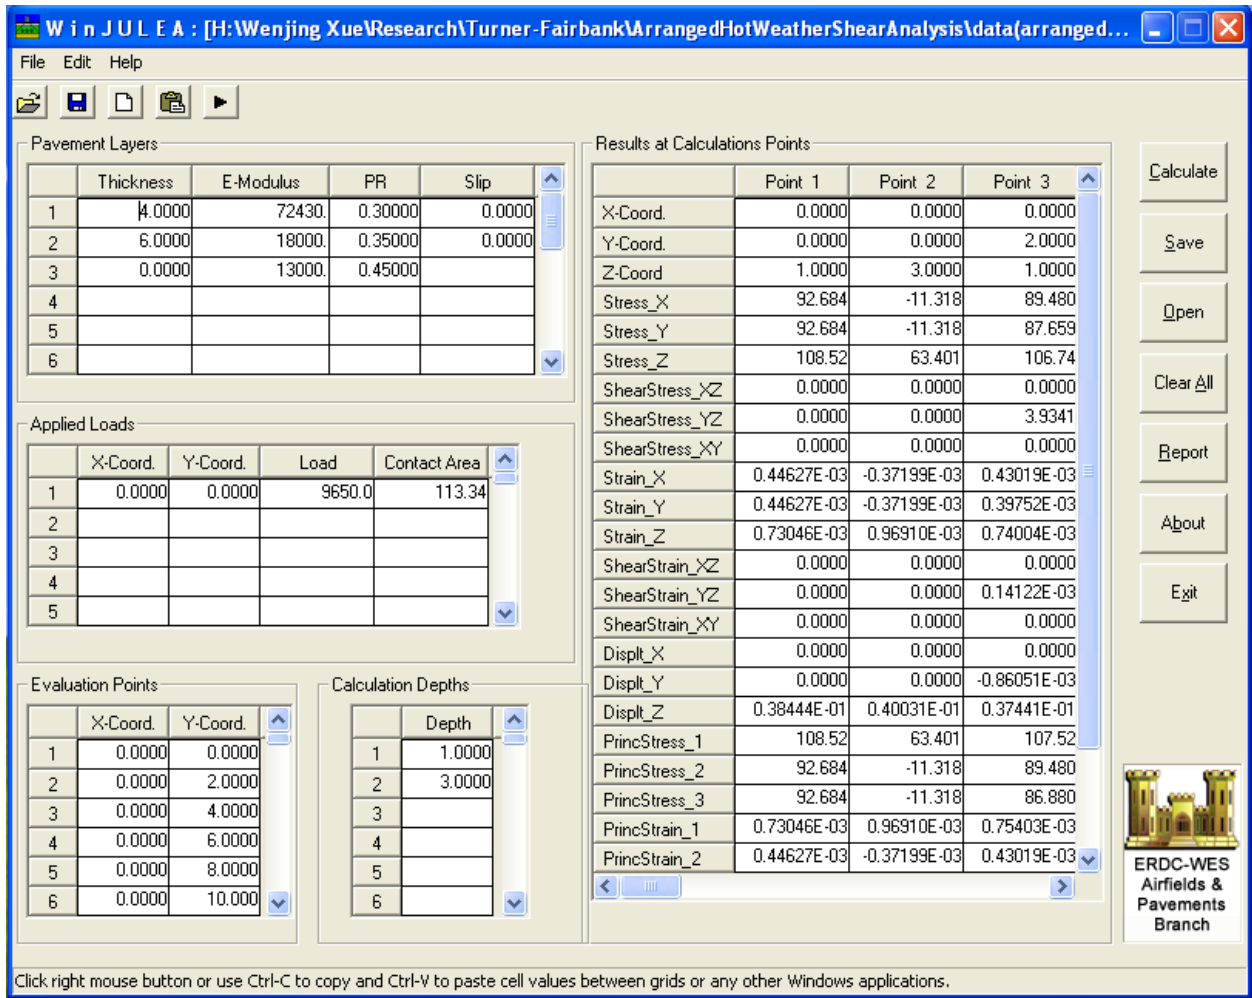 W i n J U L E A : [H:\Wenjing Xue\Research\Turner-Fairbank\ArrangedHotWeatherShearAnalysis\data(arranged...
File Edit Help
Pavement Layers
Thickness E-Modulus PR Slip
1 4.0000 72430. 0.30000 0.0000
2 6.0000 18000. 0.35000 0.0000
3 0.0000 13000. 0.45000
4
5
6
Applied Loads
X-Coord. Y-Coord. Load Contact Area
1 0.0000 0.0000 9650.0 113.34
2
3
4
5
Evaluation Points
X-Coord. Y-Coord.
1 0.0000 0.0000
2 0.0000 2.0000
3 0.0000 4.0000
4 0.0000 6.0000
5 0.0000 8.0000
6 0.0000 10.000
Calculation Depths
Depth
1 1.0000
2 3.0000
3
4
5
6
Results at Calculations Points
Point 1 Point 2 Point 3
X-Coord. 0.0000 0.0000 0.0000
Y-Coord. 0.0000 0.0000 2.0000
Z-Coord 1.0000 3.0000 1.0000
Stress_X 92.684 -11.318 89.480
Stress_Y 92.684 -11.318 87.659
Stress_Z 108.52 63.401 106.74
ShearStress_XZ 0.0000 0.0000 0.0000
ShearStress_YZ 0.0000 0.0000 3.9341
ShearStress_XY 0.0000 0.0000 0.0000
Strain_X 0.44627E-03 -0.37199E-03 0.43019E-03
Strain_Y 0.44627E-03 -0.37199E-03 0.39752E-03
Strain_Z 0.73046E-03 0.96910E-03 0.74004E-03
ShearStrain_XZ 0.0000 0.0000 0.0000
ShearStrain_YZ 0.0000 0.0000 0.14122E-03
ShearStrain_XY 0.0000 0.0000 0.0000
Displt_X 0.0000 0.0000 0.0000
Displt_Y 0.0000 0.0000 -0.86051E-03
Displt_Z 0.38444E-01 0.40031E-01 0.37441E-01
PrincStress_1 108.52 63.401 107.52
PrincStress_2 92.684 -11.318 89.480
PrincStress_3 92.684 -11.318 86.880
PrincStrain_1 0.73046E-03 0.96910E-03 0.75403E-03
PrincStrain_2 0.44627E-03 -0.37199E-03 0.43019E-03
Calculate
Save
Open
Clear All
Report
About
Exit
ERDC-WES
Airfields &
Pavements
Branch
Click right mouse button or use Ctrl-C to copy and Ctrl-V to paste cell values between grids or any other Windows applications.